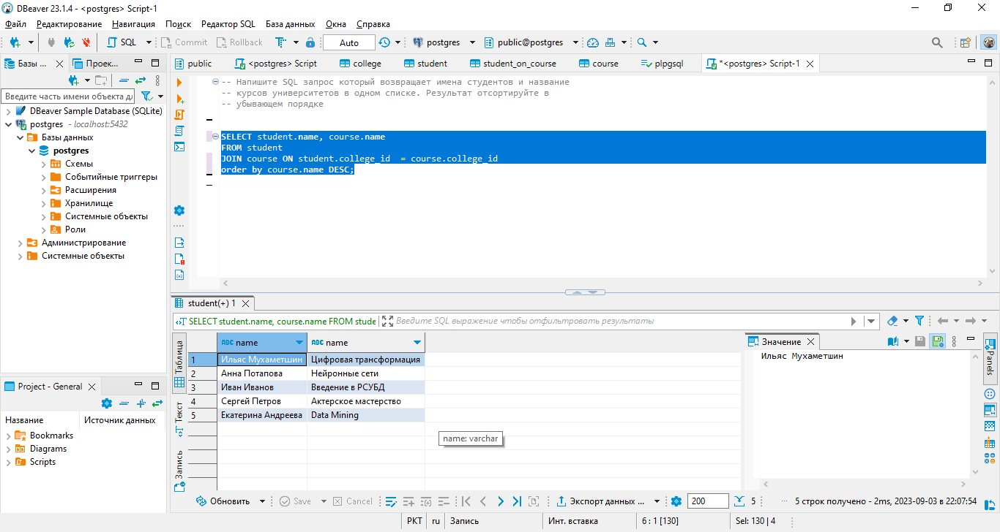 DBeaver 23.1.4 - <postgres> Script-1
Файл Редактирование Навигация Поиск Редактор SQL База данных Окна Справка
SQL Commit Rollback Auto postgres public@postgres
Базы ... Проек...
public <postgres> Script college student student_on_course course plpgsql *<postgres> Script-1
Введите часть имени объекта дл
DBeaver Sample Database (SQLite)
postgres - localhost:5432
Базы данных
postgres
Схемы
Событийные триггеры
Расширения
Хранилище
Системные объекты
Роли
Администрирование
Системные объекты
-- Напишите SQL запрос который возвращает имена студентов и название
-- курсов университетов в одном списке. Результат отсортируйте в
-- убывающем порядке
SELECT student.name, course.name
FROM student
JOIN course ON student.college_id  = course.college_id
order by course.name DESC;
Project - General
Название Источник данных
Bookmarks
Diagrams
Scripts
student(+) 1
SELECT student.name, course.name FROM stude
Введите SQL выражение чтобы отфильтровать результаты
Таблица
Текст
Запись
ABC name ABC name
1 Ильяс Мухаметшин Цифровая трансформация
2 Анна Потапова Нейронные сети
3 Иван Иванов Введение в РСУБД
4 Сергей Петров Актерское мастерство
5 Екатерина Андреева Data Mining
name: varchar
Значение
Ильяс Мухаметшин
Panels
Обновить Save Cancel Экспорт данных ... 200 5 ... 5 строк получено - 2ms, 2023-09-03 в 22:07:54
РКТ ru Запись Инт. вставка 6 : 1 [130] Sel: 130 | 4